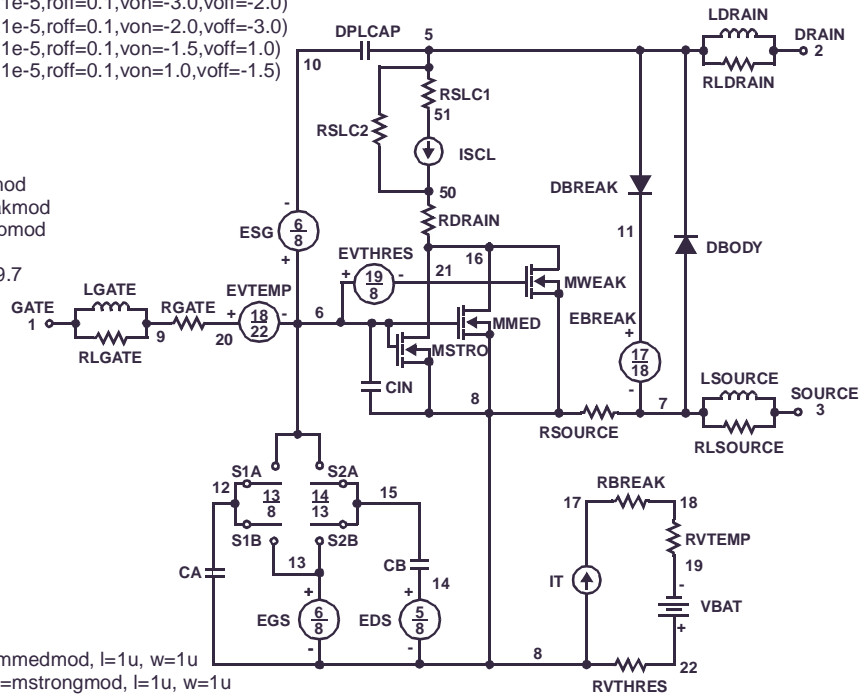 1e-5,roff=0.1,von=-3.0,voff=-2.0)
1e-5,roff=0.1,von=-2.0,voff=-3.0)
1e-5,roff=0.1,von=-1.5,voff=1.0)
1e-5,roff=0.1,von=1.0,voff=-1.5)
LDRAIN
DPLCAP 5 DRAIN
10 2
RLDRAIN
RSLC1
51
RSLC2
ISCL
nod
akmod
omod
50
DBREAK
RDRAIN
ESG 6 8
- +
11
DBODY
EVTHRES
16
+ 19 8 - 21
MWEAK
9.7
LGATE
GATE RGATE EVTEMP
1 + 18 22 - 6
MMED
EBREAK
+
9 20
MSTRO
17 18
RLGATE
-
LSOURCE
CIN
SOURCE
8 7
3
RSOURCE
RLSOURCE
S1A S2A
12 13 8 14 13 15
RBREAK
17 18
S1B S2B
RVTEMP
13
CB
19
CA
14
IT
-
VBAT
+ +
EGS 6 8 EDS 5 8
+
- -
8
22
RVTHRES
mmedmod, l=1u, w=1u
=mstrongmod, l=1u, w=1u